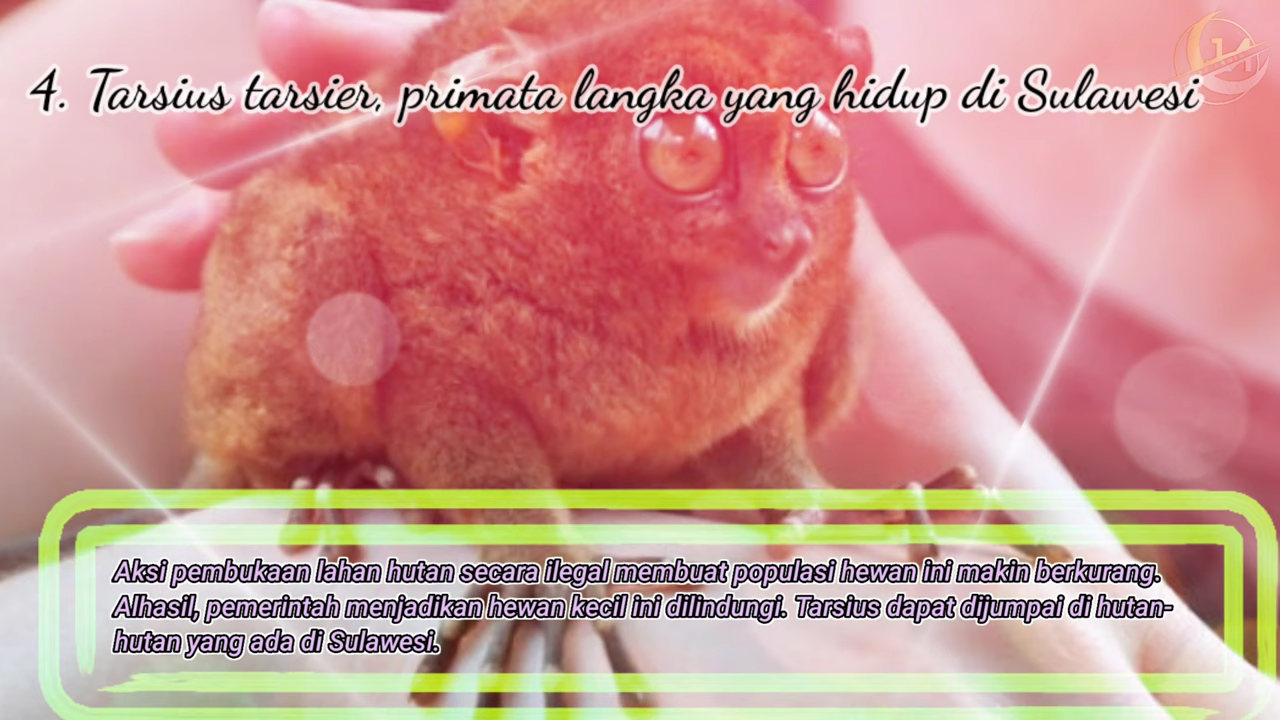 4. Tarsius tarsier, primata langka yang hidup di Sulawesi
14
Aksi pembukaan lahan hutan secara ilegal membuat populasi hewan ini makin berkurang.
Alhasil, pemerintah menjadikan hewan kecil ini dilindungi. Tarsius dapat dijumpai di hutan-
hutan yang ada di Sulawesi.